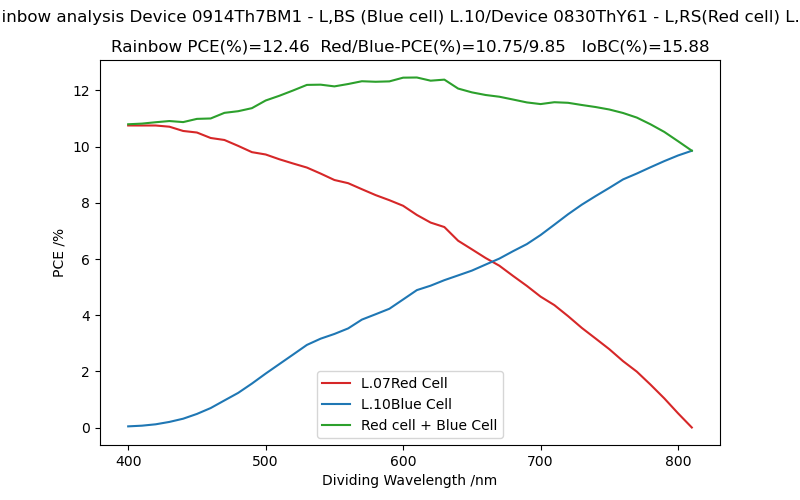 inbow analysis Device 0914Th7BM1 - L,BS (Blue cell) L.10/Device 0830ThY61 - L,RS(Red cell) L.
Rainbow PCE(%)=12.46 Red/Blue-PCE(%)=10.75/9.85 IoBC(%)=15.88
12
10
8
6
4
2
0
PCE /%
L.07Red Cell
L.10Blue Cell
Red cell + Blue Cell
400 500 600 700 800
Dividing Wavelength /nm